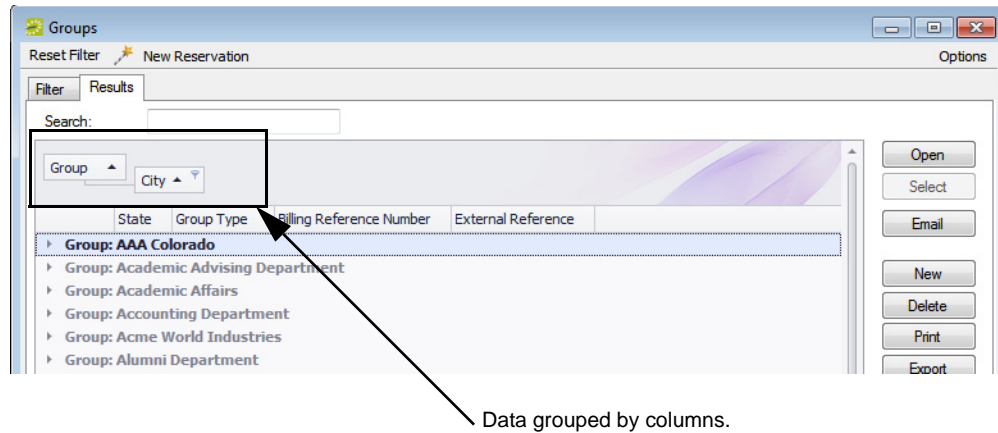 Groups
Reset Filter New Reservation Options
Filter Results
Search:
Group
City
Open
Select
Email
New
Delete
Print
Export
State Group Type Billing Reference Number External Reference
Group: AAA Colorado
Group: Academic Advising Department
Group: Academic Affairs
Group: Accounting Department
Group: Acme World Industries
Group: Alumni Department
Data grouped by columns.